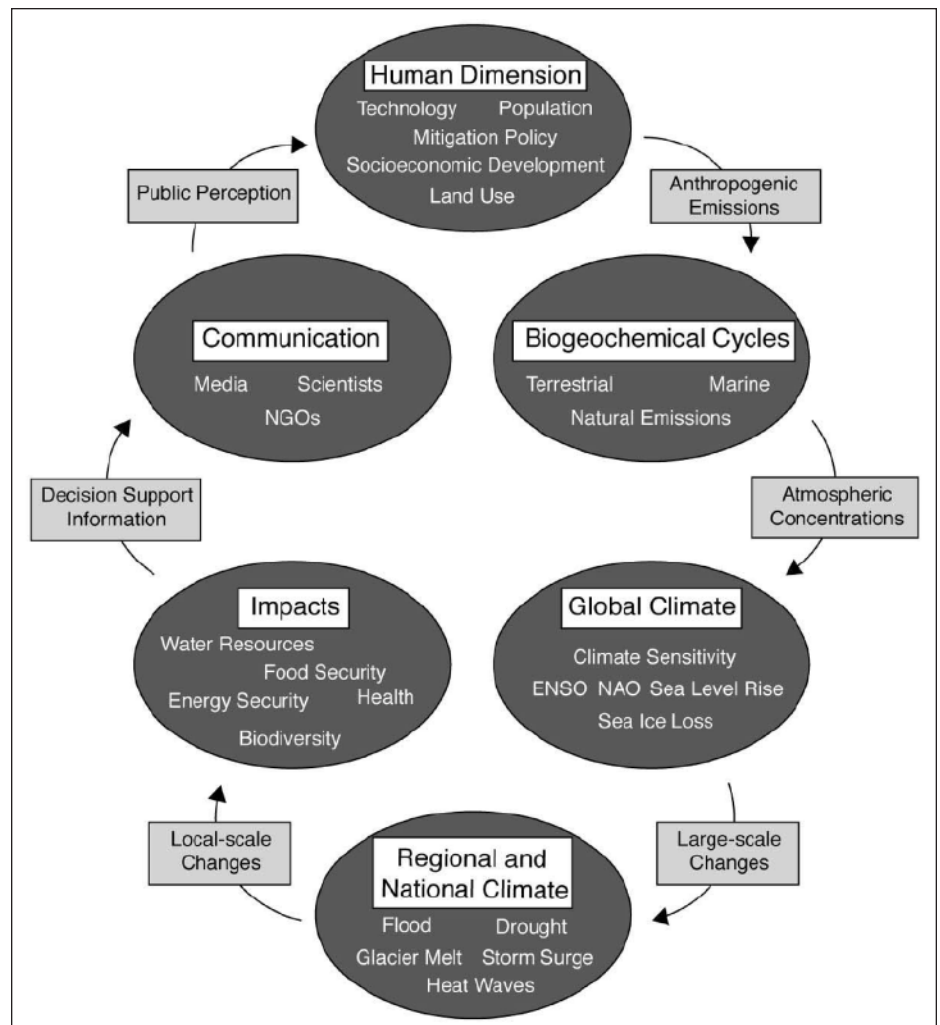 Human Dimension
Technology Population
Mitigation Policy
Socioeconomic Development
Land Use
Anthropogenic
Emissions
Biogeochemical Cycles
Terrestrial Marine
Natural Emissions
Atmospheric
Concentrations
Global Climate
Climate Sensitivity
ENSO NAO Sea Level Rise
Sea Ice Loss
Large-scale
Changes
Regional and
National Climate
Flood Drought
Glacier Melt Storm Surge
Heat Waves
Local-scale
Changes
Impacts
Water Resources
Food Security
Energy Security Health
Biodiversity
Decision Support
Information
Communication
Media Scientists
NGOs
Public Perception